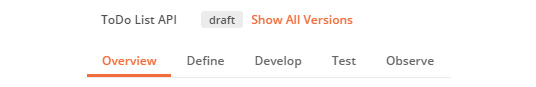 ToDo List API draft Show All Versions
Overview Define Develop Test Observe